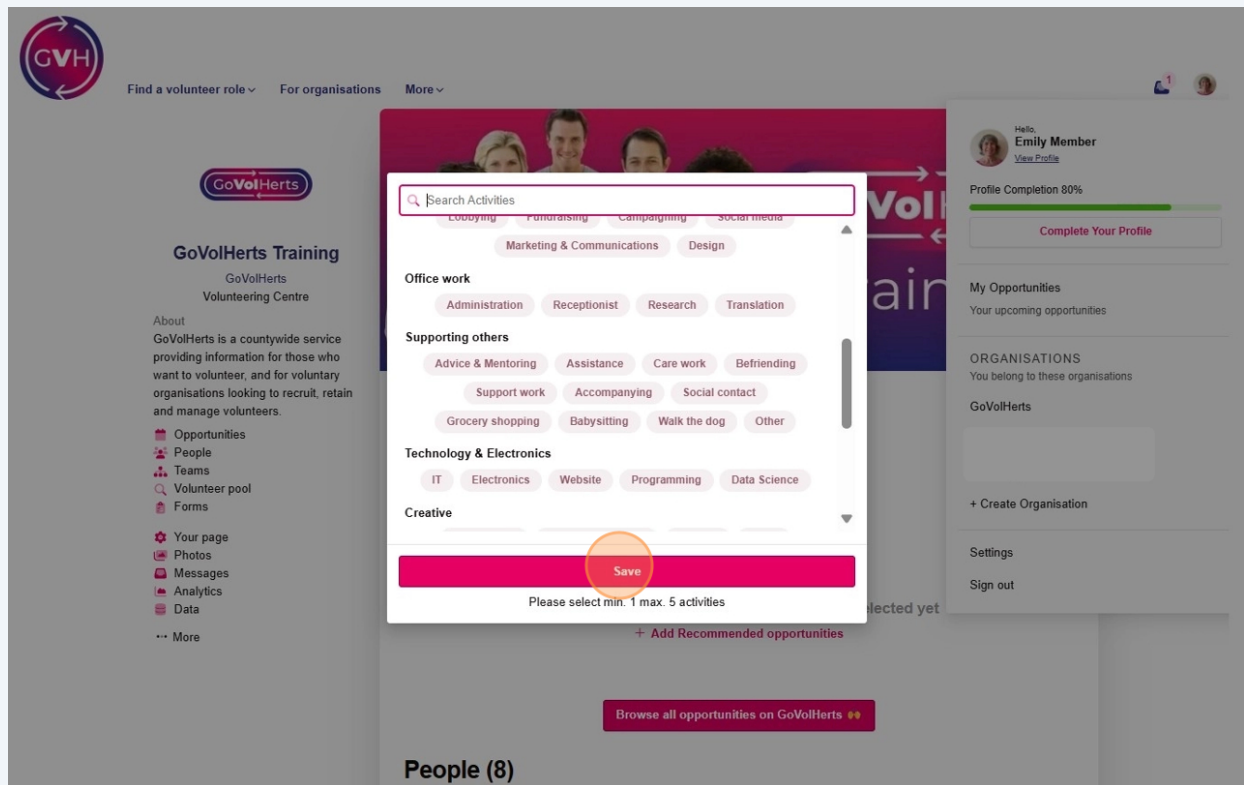 GVH
Find a volunteer role For organisations More
1
GoVolHerts
GoVolHerts Training
GoVolHerts
Volunteering Centre
About
GoVolHerts is a countywide service
providing information for those who
want to volunteer, and for voluntary
organisations looking to recruit, retain
and manage volunteers.
Opportunities
People
Teams
Volunteer pool
Forms
Your page
Photos
Messages
Analytics
Data
··· More
Search Activities
Lobbying Fundraising Campaigning Social media
Marketing & Communications Design
Office work
Administration Receptionist Research Translation
Supporting others
Advice & Mentoring Assistance Care work Befriending
Support work Accompanying Social contact
Grocery shopping Babysitting Walk the dog Other
Technology & Electronics
IT Electronics Website Programming Data Science
Creative
Save
Please select min. 1 max. 5 activities
elected yet
+ Add Recommended opportunities
Browse all opportunities on GoVolHerts
People (8)
Hello,
Emily Member
View Profile
Profile Completion 80%
Complete Your Profile
My Opportunities
Your upcoming opportunities
ORGANISATIONS
You belong to these organisations
GoVolHerts
+ Create Organisation
Settings
Sign out